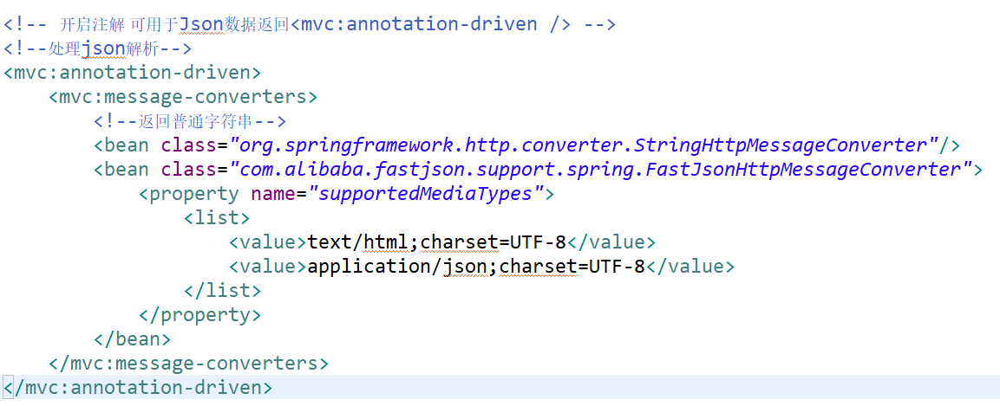 <!-- 开启注解 可用于Json数据返回<mvc:annotation-driven /> -->
<!--处理json解析-->
<mvc:annotation-driven>
    <mvc:message-converters>
        <!--返回普通字符串-->
        <bean class="org.springframework.http.converter.StringHttpMessageConverter"/>
        <bean class="com.alibaba.fastjson.support.spring.FastJsonHttpMessageConverter">
            <property name="supportedMediaTypes">
                <list>
                    <value>text/html;charset=UTF-8</value>
                    <value>application/json;charset=UTF-8</value>
                </list>
            </property>
        </bean>
    </mvc:message-converters>
</mvc:annotation-driven>